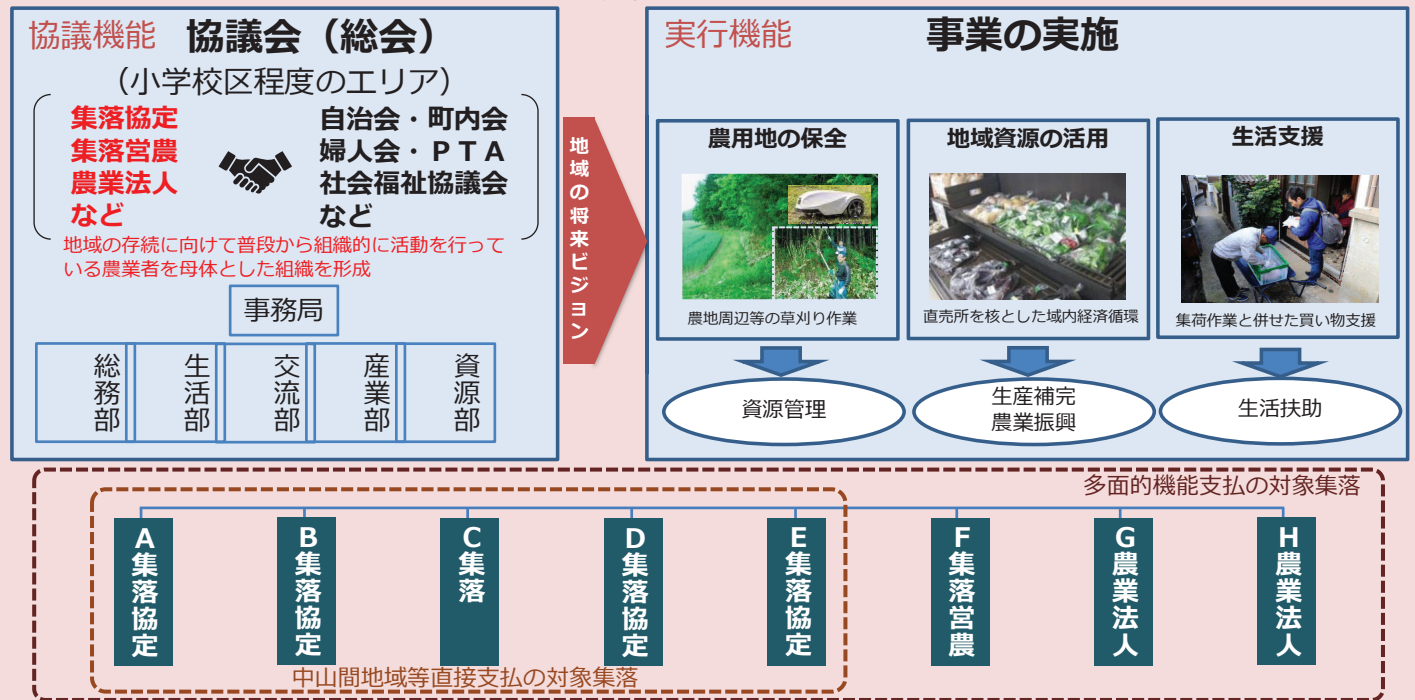 協議機能 協議会（総会）
（小学校区程度のエリア）
集落協定
集落営農
農業法人
など
自治会・町内会
婦人会・ＰＴＡ
社会福祉協議会
など
地域の存続に向けて普段から組織的に活動を行って
いる農業者を母体とした組織を形成
事務局
総務部
生活部
交流部
産業部
資源部
地域の将来ビジョン
実行機能 事業の実施
農用地の保全
農地周辺等の草刈り作業
資源管理
地域資源の活用
直売所を核とした域内経済循環
生産補完
農業振興
生活支援
集荷作業と併せた買い物支援
生活扶助
多面的機能支払の対象集落
A集落協定
B集落協定
C集落
D集落協定
E集落協定
F集落営農
G農業法人
H農業法人
中山間地域等直接支払の対象集落